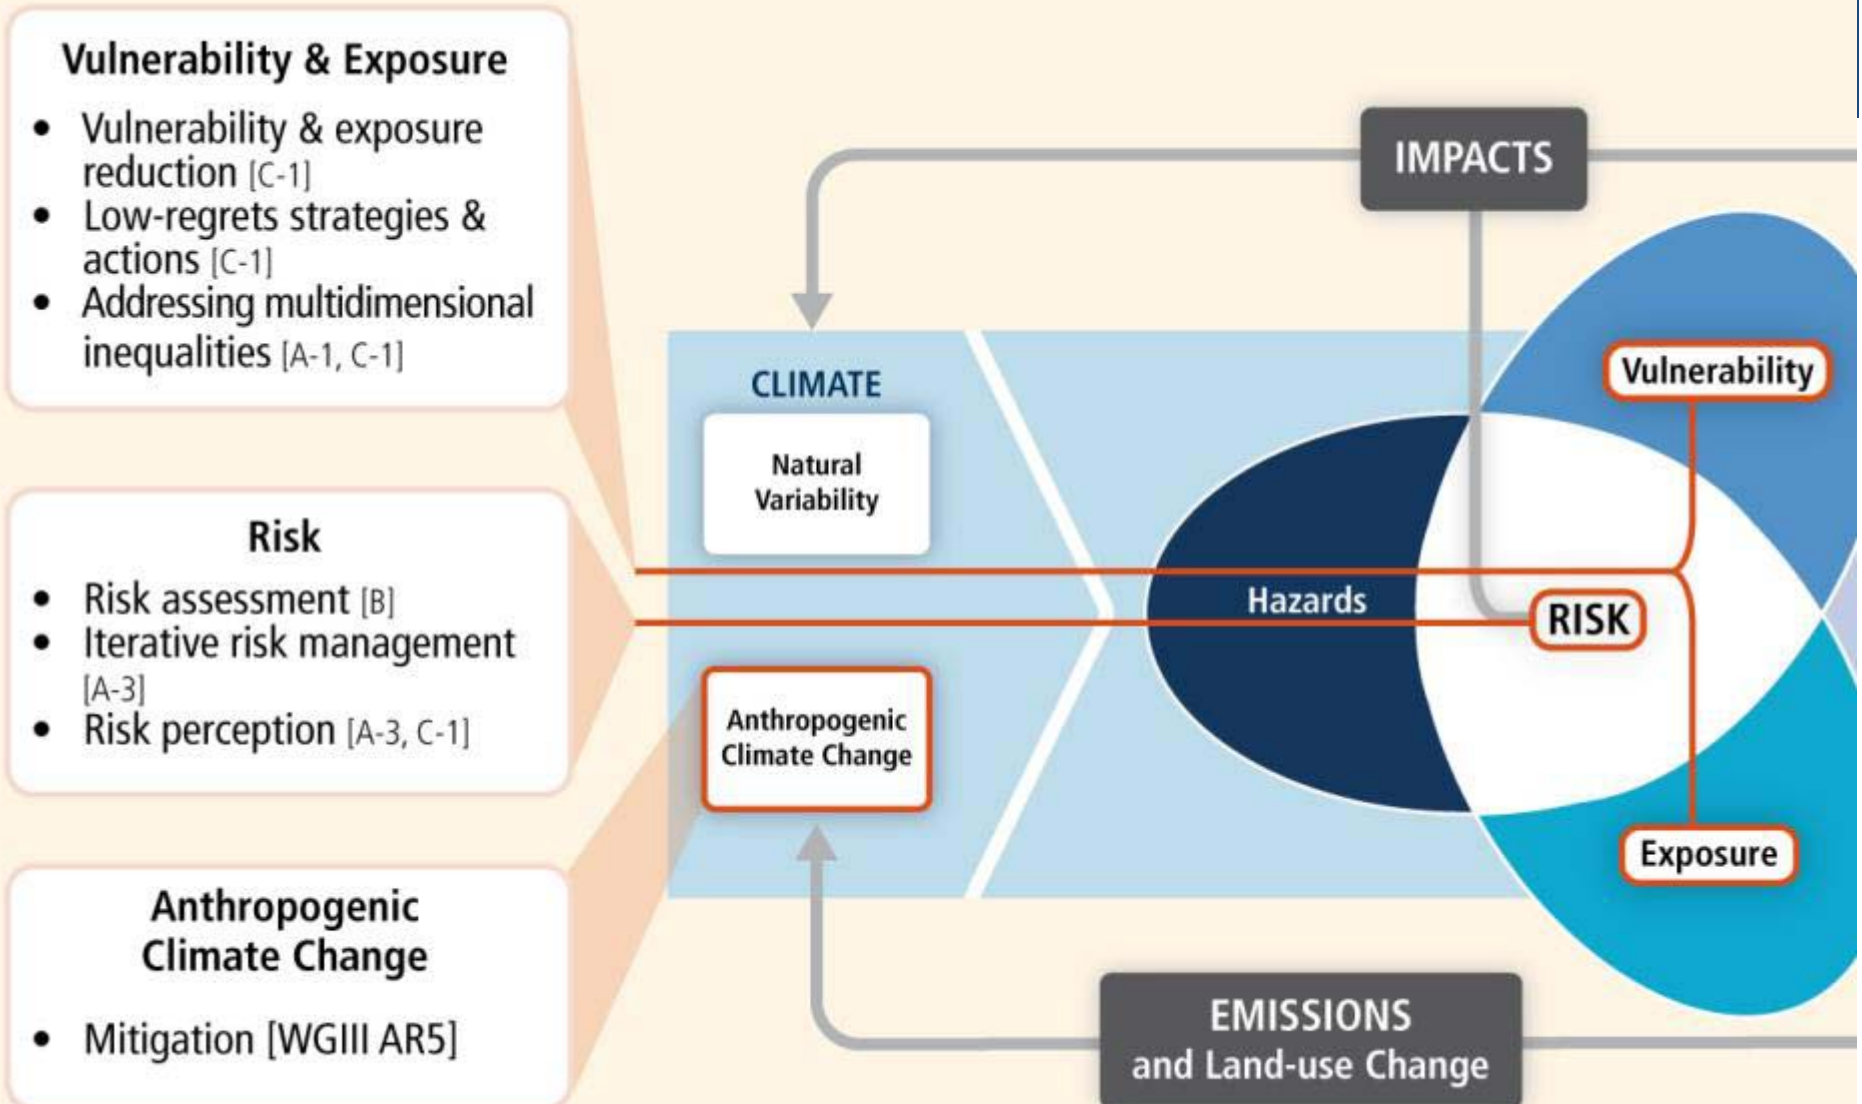 Vulnerability & Exposure
• Vulnerability & exposure
reduction [C-1]
• Low-regrets strategies &
actions [C-1]
• Addressing multidimensional
inequalities [A-1, C-1]
Risk
• Risk assessment [B]
• Iterative risk management
[A-3]
• Risk perception [A-3, C-1]
Anthropogenic
Climate Change
• Mitigation [WGIII AR5]
IMPACTS
CLIMATE
Natural
Variability
Anthropogenic
Climate Change
Hazards
Vulnerability
RISK
Exposure
EMISSIONS
and Land-use Change